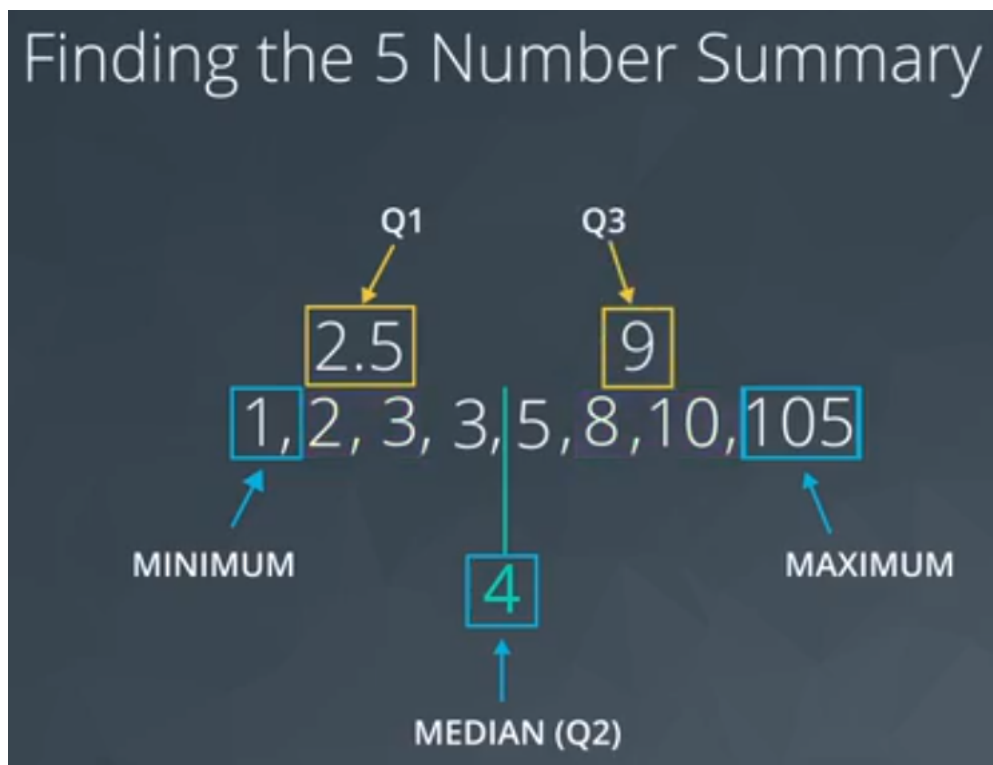 Finding the 5 Number Summary
Q1 Q3
2.5 9
1, 2, 3, 3, 5, 8, 10, 105
MINIMUM MAXIMUM
4
MEDIAN (Q2)